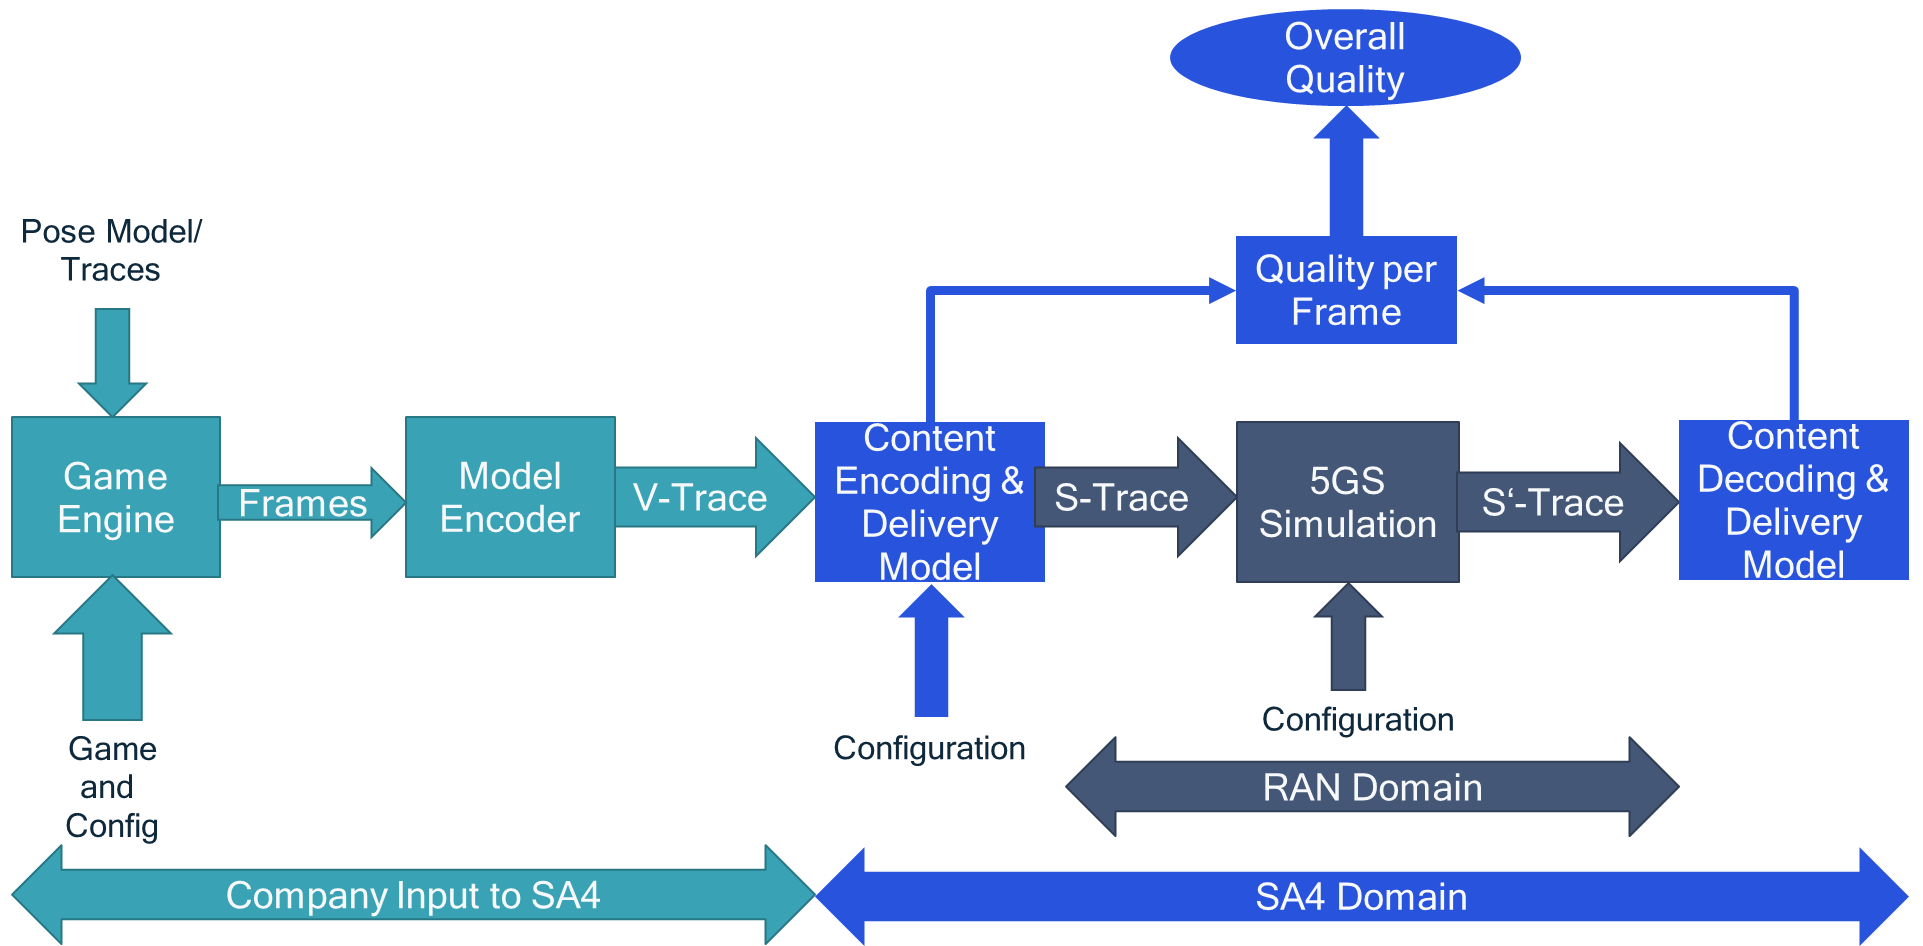 Overall
Quality
Pose Model/
Traces
Quality per
Frame
Game
Engine
Frames
Model
Encoder
V-Trace
Content
Encoding &
Delivery
Model
S-Trace
5GS
Simulation
S‘-Trace
Content
Decoding &
Delivery
Model
Game
and
Config
Configuration
Configuration
RAN Domain
Company Input to SA4
SA4 Domain